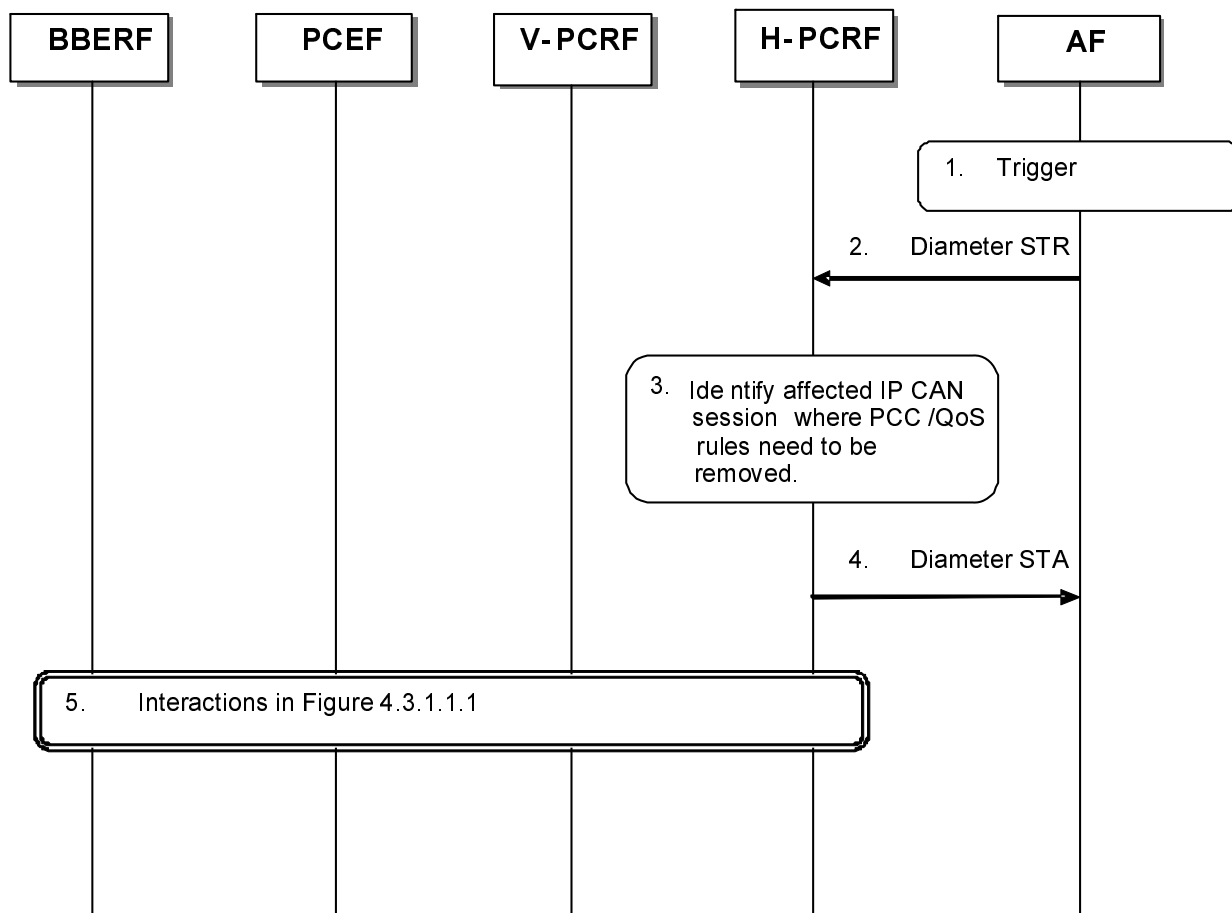 BBERF
PCEF
V-PCRF
H-PCRF
AF
1. Trigger
2. Diameter STR
3. Ide ntify affected IP CAN
session where PCC /QoS
rules need to be
removed.
4. Diameter STA
5. Interactions in Figure 4.3.1.1.1